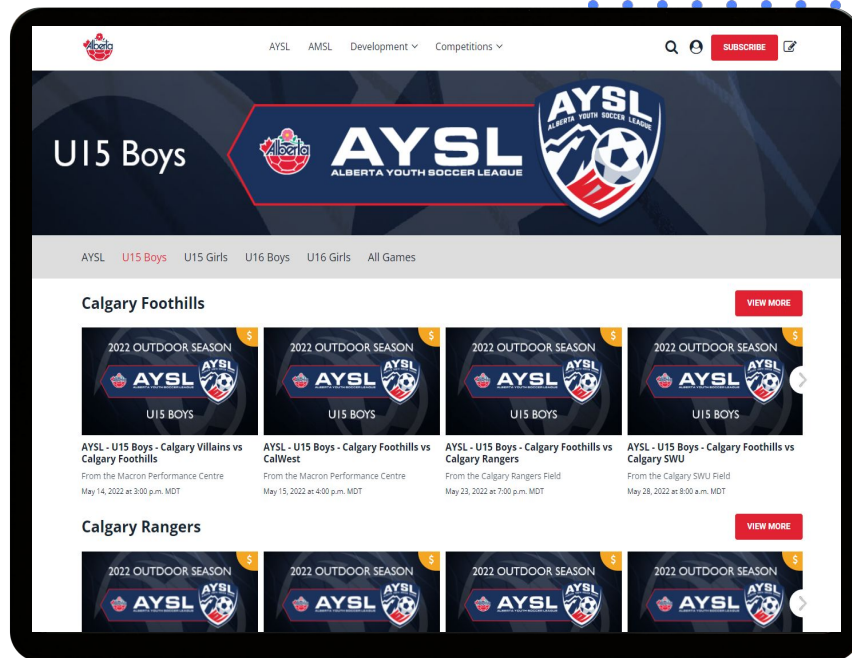 Alberta
AYSL AMSL Development Competitions
SUBSCRIBE
U15 Boys
Alberta
AYSL
ALBERTA YOUTH SOCCER LEAGUE
AYSL
ALBERTA YOUTH SOCCER LEAGUE
AYSL U15 Boys U15 Girls U16 Boys U16 Girls All Games
Calgary Foothills
VIEW MORE
$
2022 OUTDOOR SEASON
AYSL
AYSL
U15 BOYS
$
2022 OUTDOOR SEASON
AYSL
AYSL
U15 BOYS
$
2022 OUTDOOR SEASON
AYSL
AYSL
U15 BOYS
$
2022 OUTDOOR SEASON
AYSL
AYSL
U15 BOYS
AYSL - U15 Boys - Calgary Villains vs
Calgary Foothills
From the Macron Performance Centre
May 14, 2022 at 3:00 p.m. MDT
AYSL - U15 Boys - Calgary Foothills vs
CalWest
From the Macron Performance Centre
May 15, 2022 at 4:00 p.m. MDT
AYSL - U15 Boys - Calgary Foothills vs
Calgary Rangers
From the Calgary Rangers Field
May 23, 2022 at 7:00 p.m. MDT
AYSL - U15 Boys - Calgary Foothills vs
Calgary SWU
From the Calgary SWU Field
May 28, 2022 at 8:00 a.m. MDT
Calgary Rangers
VIEW MORE
$
2022 OUTDOOR SEASON
AYSL
AYSL
$
2022 OUTDOOR SEASON
AYSL
AYSL
$
2022 OUTDOOR SEASON
AYSL
AYSL
$
2022 OUTDOOR SEASON
AYSL
AYSL